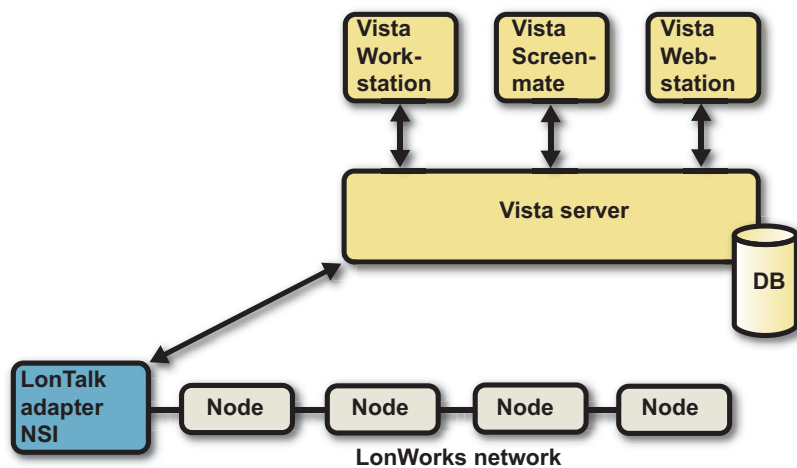 Vista
Work-
station
Vista
Screen-
mate
Vista
Web-
station
Vista server
DB
LonTalk
adapter
NSI
Node
Node
Node
Node
LonWorks network